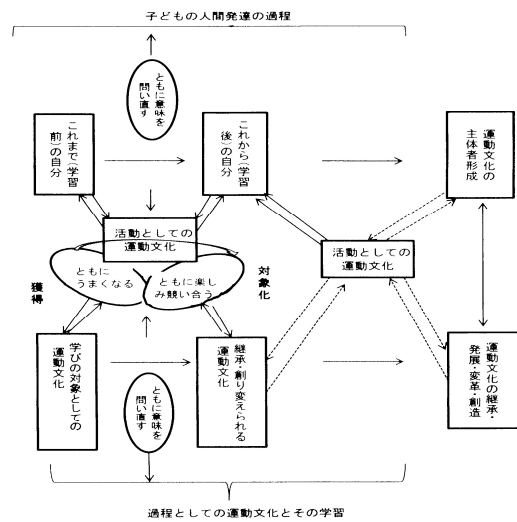 子どもの人間発達の過程
ともに意味を
問い直す
これまで(学習
前)の自分
これから(学習
後)の自分
運動文化の
主体者形成
活動としての
運動文化
活動としての
運動文化
獲得
ともに
うまくなる
ともに楽し
み競い合う
対象化
学びの対象としての
運動文化
ともに意味を
問い直す
継承・創り変えられる
運動文化
運動文化の継承・
発展・変革・創造
過程としての運動文化とその学習